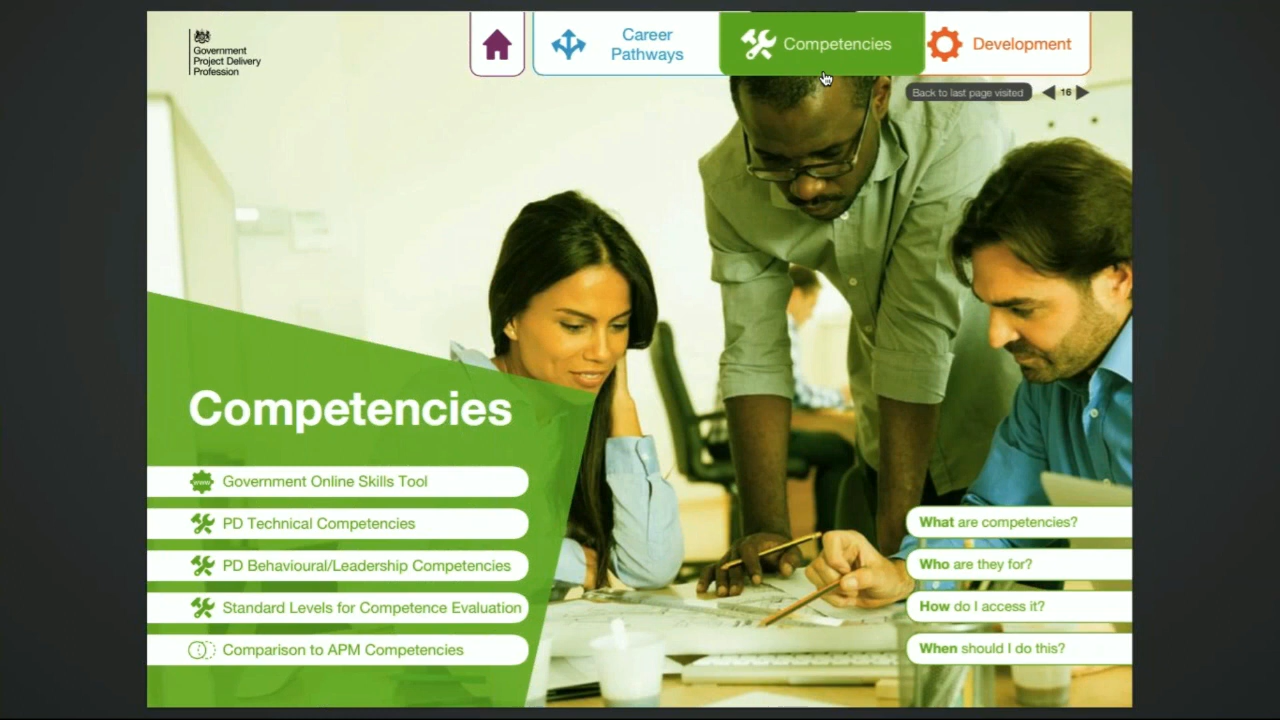 Government
Project Delivery
Profession
Career
Pathways
Competencies
Development
Back to last page visited
16
Competencies
www
Government Online Skills Tool
PD Technical Competencies
PD Behavioural/Leadership Competencies
Standard Levels for Competence Evaluation
Comparison to APM Competencies
What are competencies?
Who are they for?
How do I access it?
When should I do this?